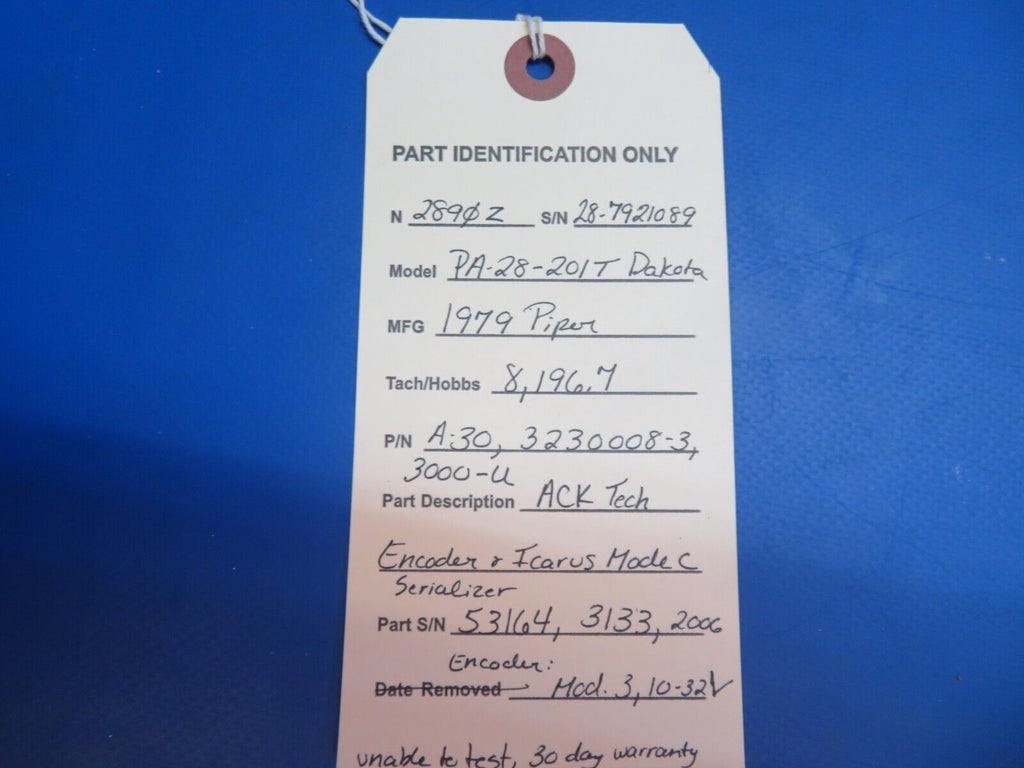 PART IDENTIFICATION ONLY
N 2890Z S/N 28-7921089
Model PA-28-201T Dakota
MFG 1979 Piper
Tach/Hobbs 8,196.7
P/N A-30, 3230008-3,
3000-U
Part Description ACK Tech
Encoder & Icarus Mode C
Serializer
Part S/N 53164, 3133, 2006
Encoder:
Date Removed Mod. 3, 10-32V
unable to test, 30 day warranty